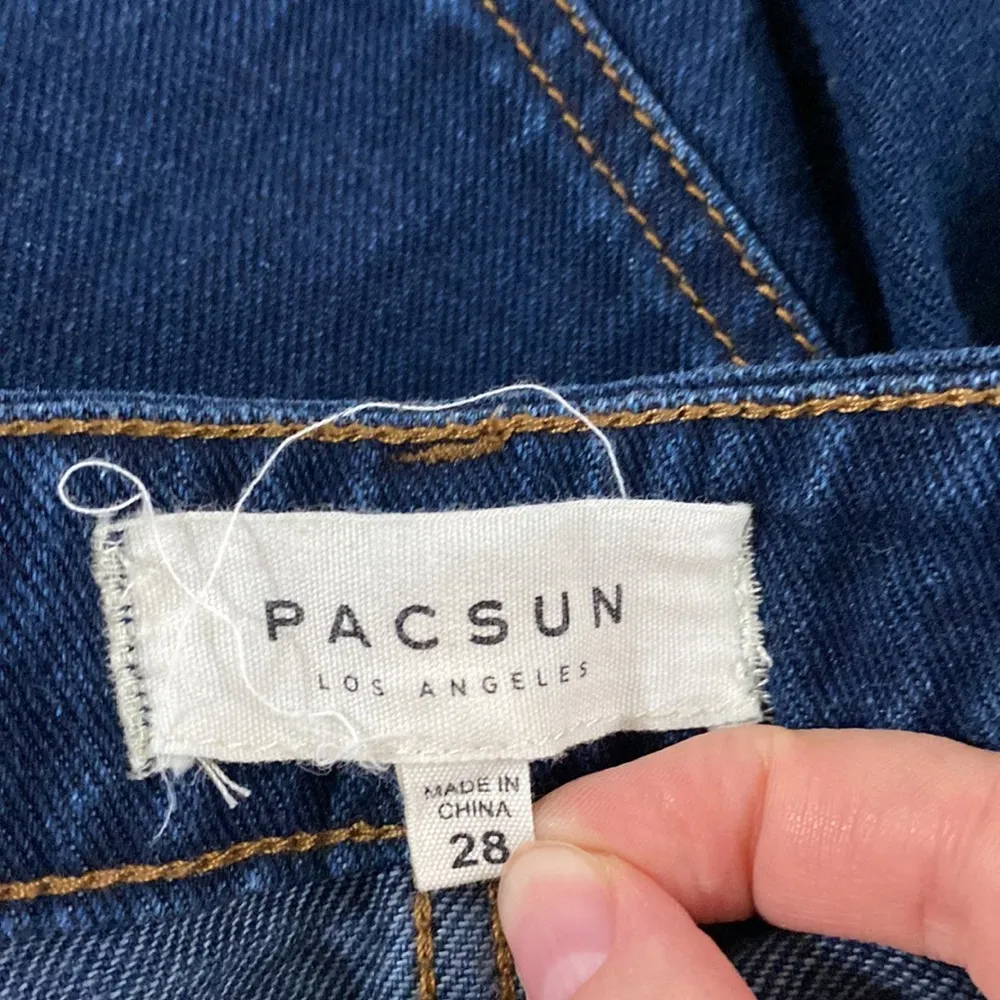 PACSUN
LOS ANGELES
MADE IN
CHINA
28